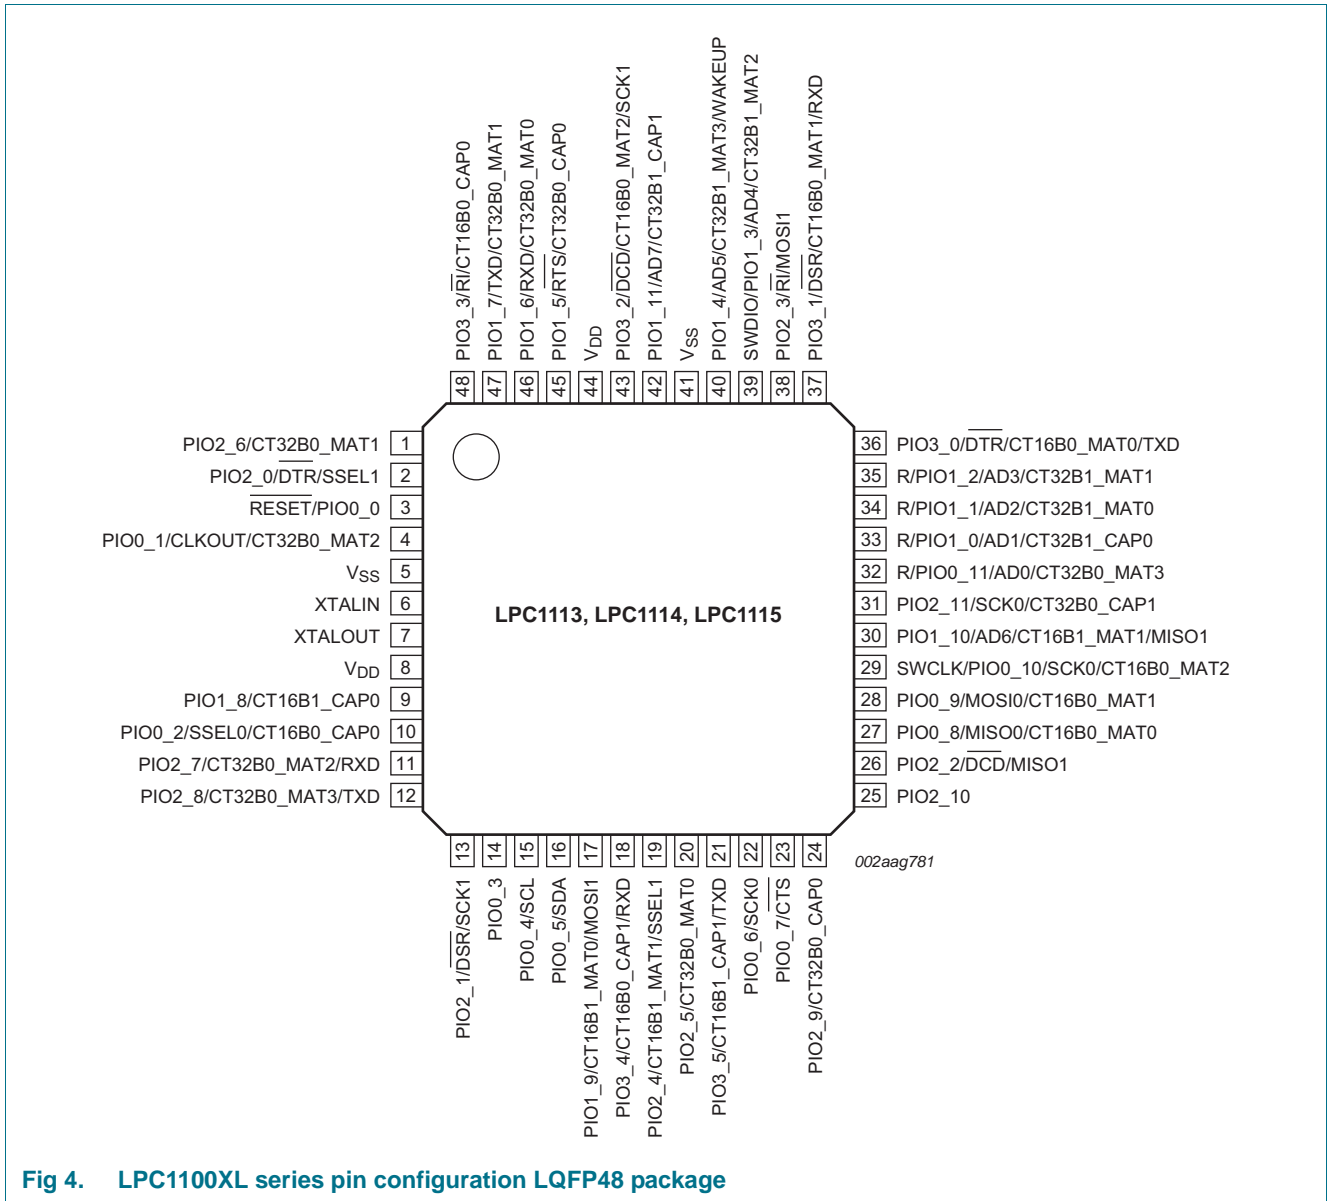 PIO3_3/RI/CT16B0_CAP0
PIO1_7/TXD/CT32B0_MAT1
PIO1_6/RXD/CT32B0_MAT0
PIO1_5/RTS/CT32B0_CAP0
VDD
PIO3_2/DCD/CT16B0_MAT2/SCK1
PIO1_11/AD7/CT32B1_CAP1
VSS
PIO1_4/AD5/CT32B1_MAT3/WAKEUP
SWDIO/PIO1_3/AD4/CT32B1_MAT2
PIO2_3/RI/MOSI1
PIO3_1/DSR/CT16B0_MAT1/RXD
48 47 46 45 44 43 42 41 40 39 38 37
PIO2_6/CT32B0_MAT1 1
PIO2_0/DTR/SSEL1 2
RESET/PIO0_0 3
PIO0_1/CLKOUT/CT32B0_MAT2 4
VSS 5
XTALIN 6
XTALOUT 7
VDD 8
PIO1_8/CT16B1_CAP0 9
PIO0_2/SSEL0/CT16B0_CAP0 10
PIO2_7/CT32B0_MAT2/RXD 11
PIO2_8/CT32B0_MAT3/TXD 12
LPC1113, LPC1114, LPC1115
36 PIO3_0/DTR/CT16B0_MAT0/TXD
35 R/PIO1_2/AD3/CT32B1_MAT1
34 R/PIO1_1/AD2/CT32B1_MAT0
33 R/PIO1_0/AD1/CT32B1_CAP0
32 R/PIO0_11/AD0/CT32B0_MAT3
31 PIO2_11/SCK0/CT32B0_CAP1
30 PIO1_10/AD6/CT16B1_MAT1/MISO1
29 SWCLK/PIO0_10/SCK0/CT16B0_MAT2
28 PIO0_9/MOSI0/CT16B0_MAT1
27 PIO0_8/MISO0/CT16B0_MAT0
26 PIO2_2/DCD/MISO1
25 PIO2_10
13 14 15 16 17 18 19 20 21 22 23 24
PIO2_1/DSR/SCK1
PIO0_3
PIO0_4/SCL
PIO0_5/SDA
PIO1_9/CT16B1_MAT0/MOSI1
PIO3_4/CT16B0_CAP1/RXD
PIO2_4/CT16B1_MAT1/SSEL1
PIO2_5/CT32B0_MAT0
PIO3_5/CT16B1_CAP1/TXD
PIO0_6/SCK0
PIO0_7/CTS
PIO2_9/CT32B0_CAP0
002aag781
Fig 4. LPC1100XL series pin configuration LQFP48 package